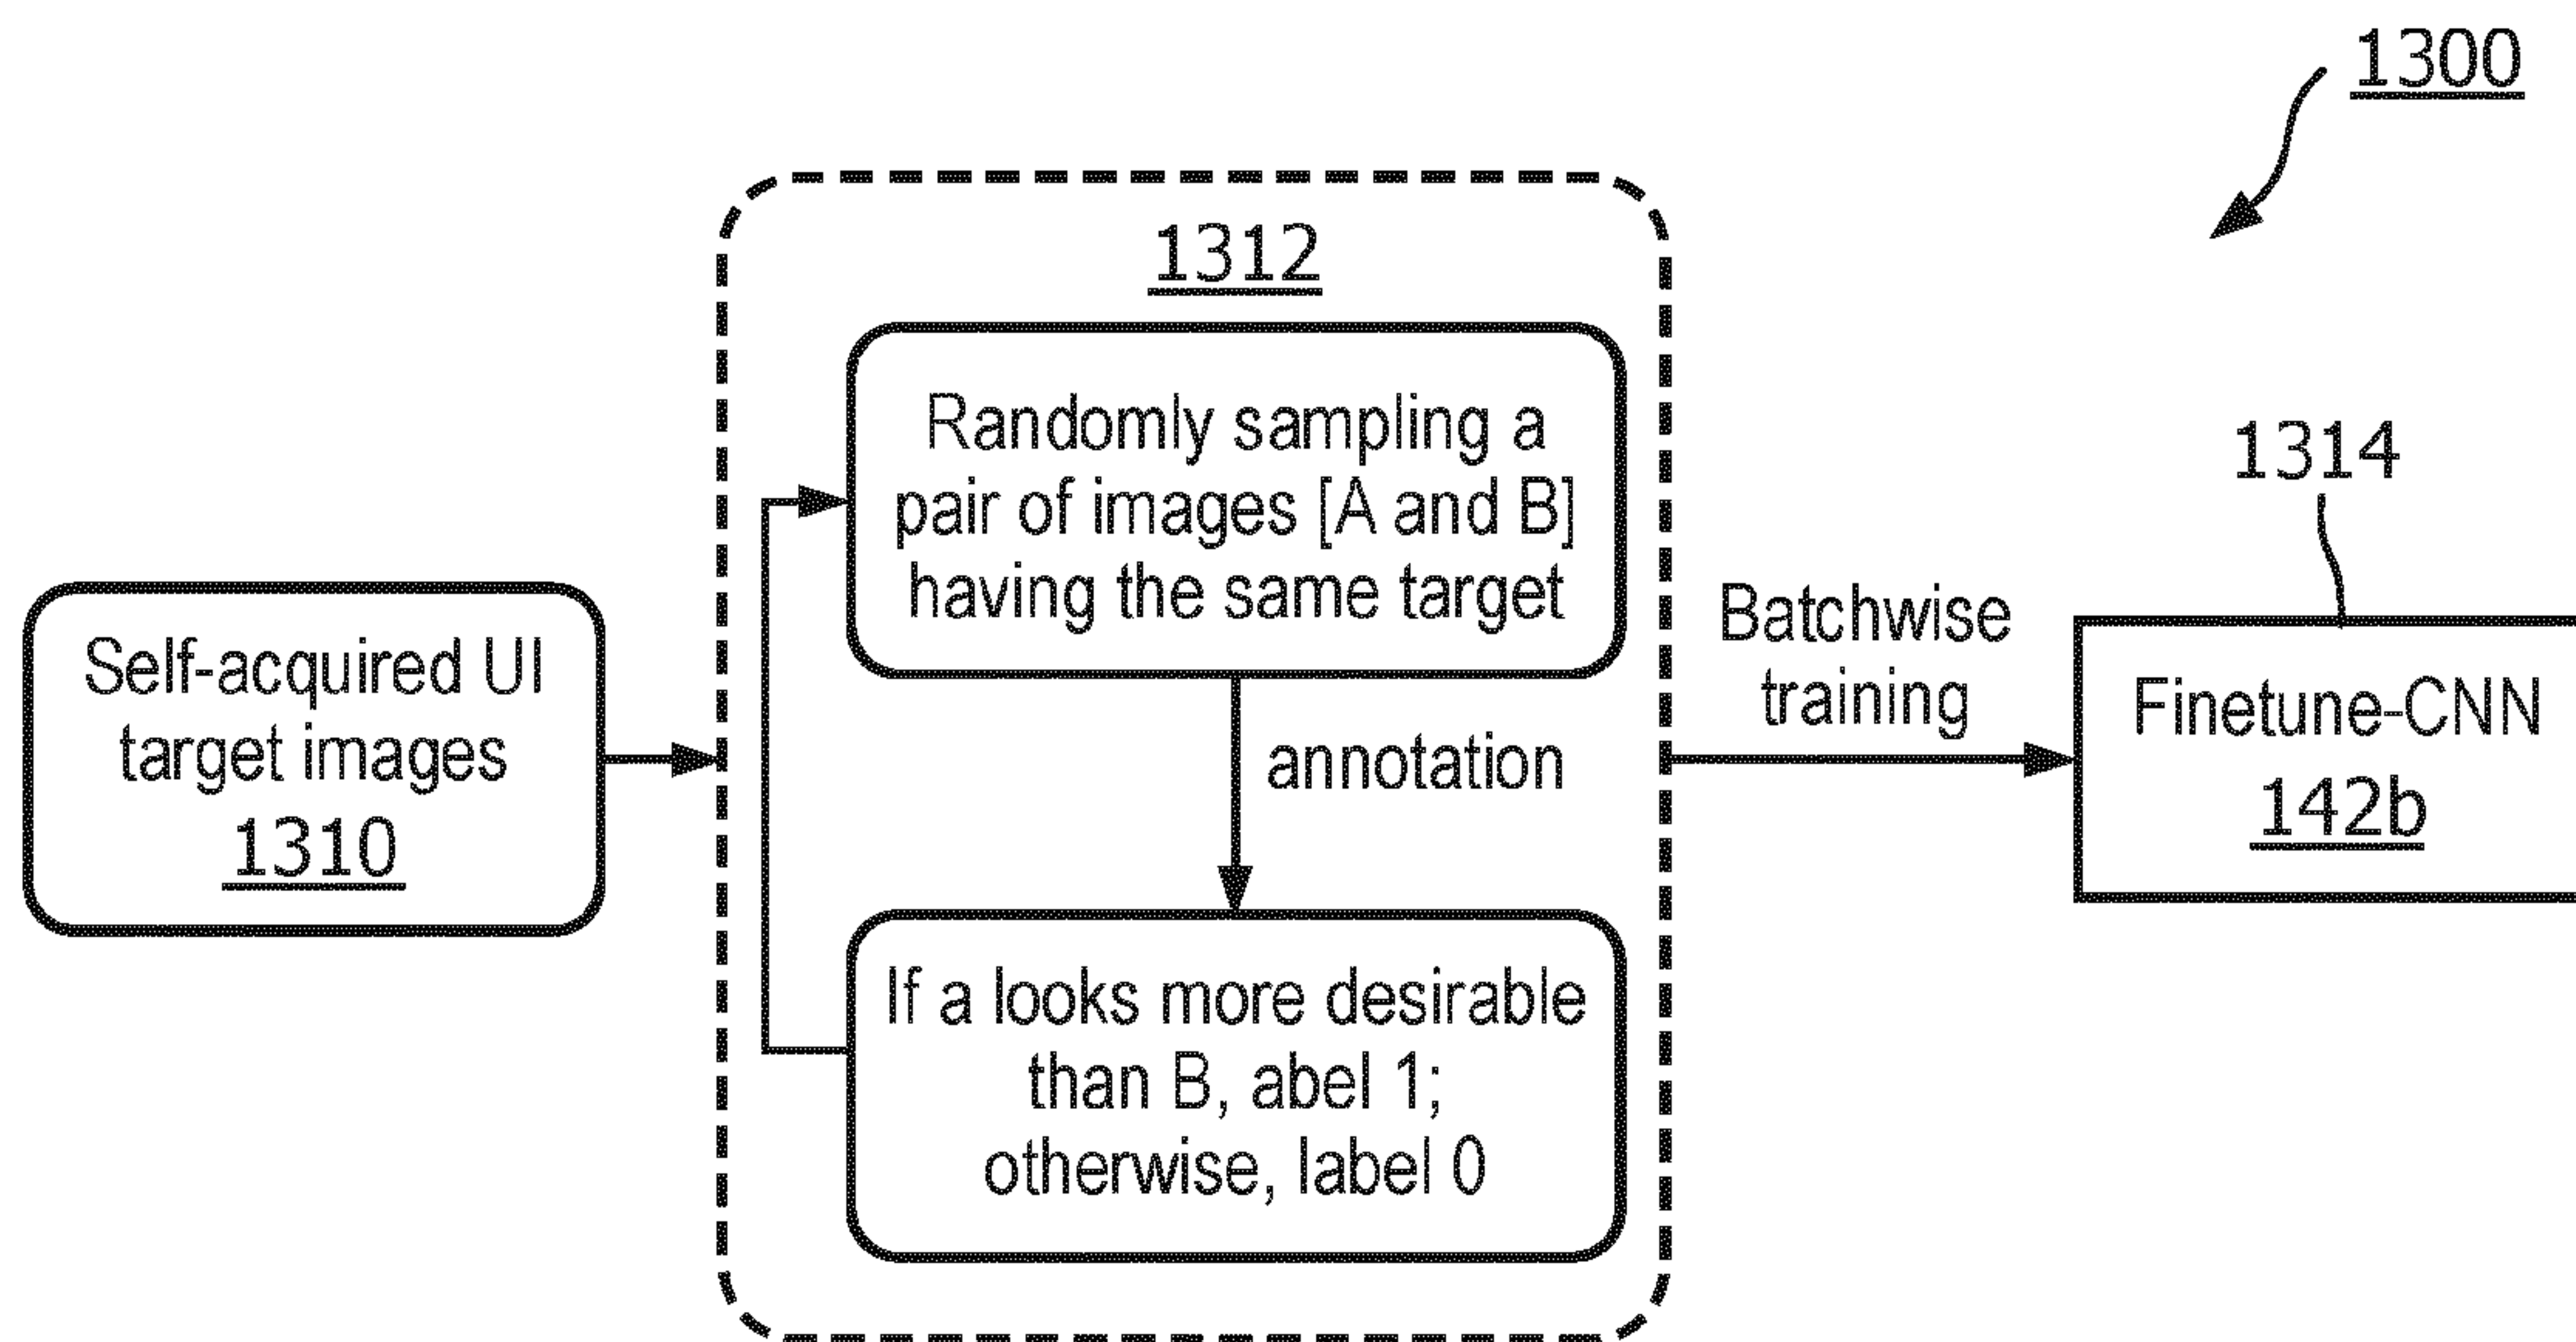 1300
1312
Randomly sampling a
pair of images [A and B]
having the same target
1314
Self-acquired UI
target images
1310
annotation
Batchwise
training
Finetune-CNN
142b
If a looks more desirable
than B, abel 1;
otherwise, label 0